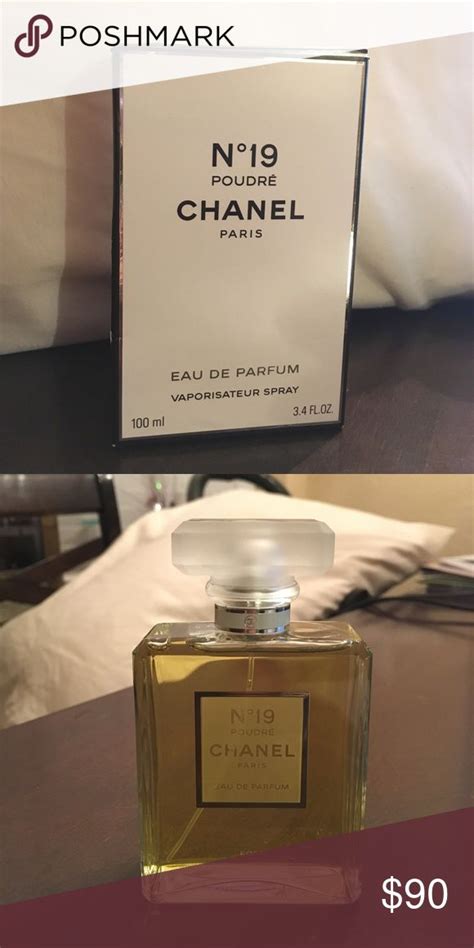 POSHMARK
N°19
POUDRÉ
CHANEL
PARIS
EAU DE PARFUM
VAPORISATEUR SPRAY
100 ml
3.4 FL.OZ.
N°19
POUDRÉ
CHANEL
PARIS
EAU DE PARFUM
$90